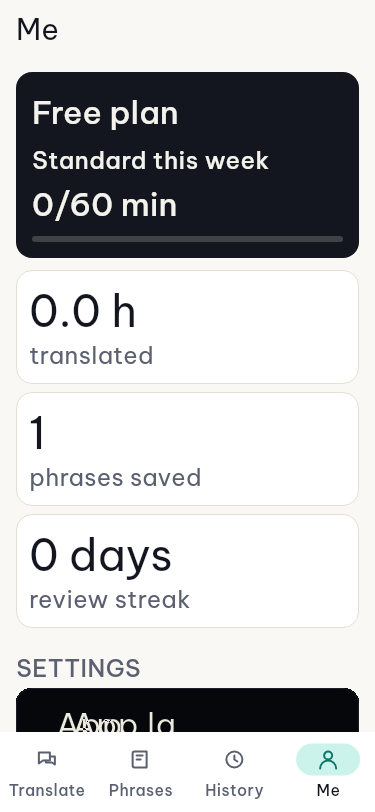 Me
Free plan
Standard this week
0/60 min
0.0 h
translated
1
phrases saved
0 days
review streak
SETTINGS
Translate
Phrases
History
Me